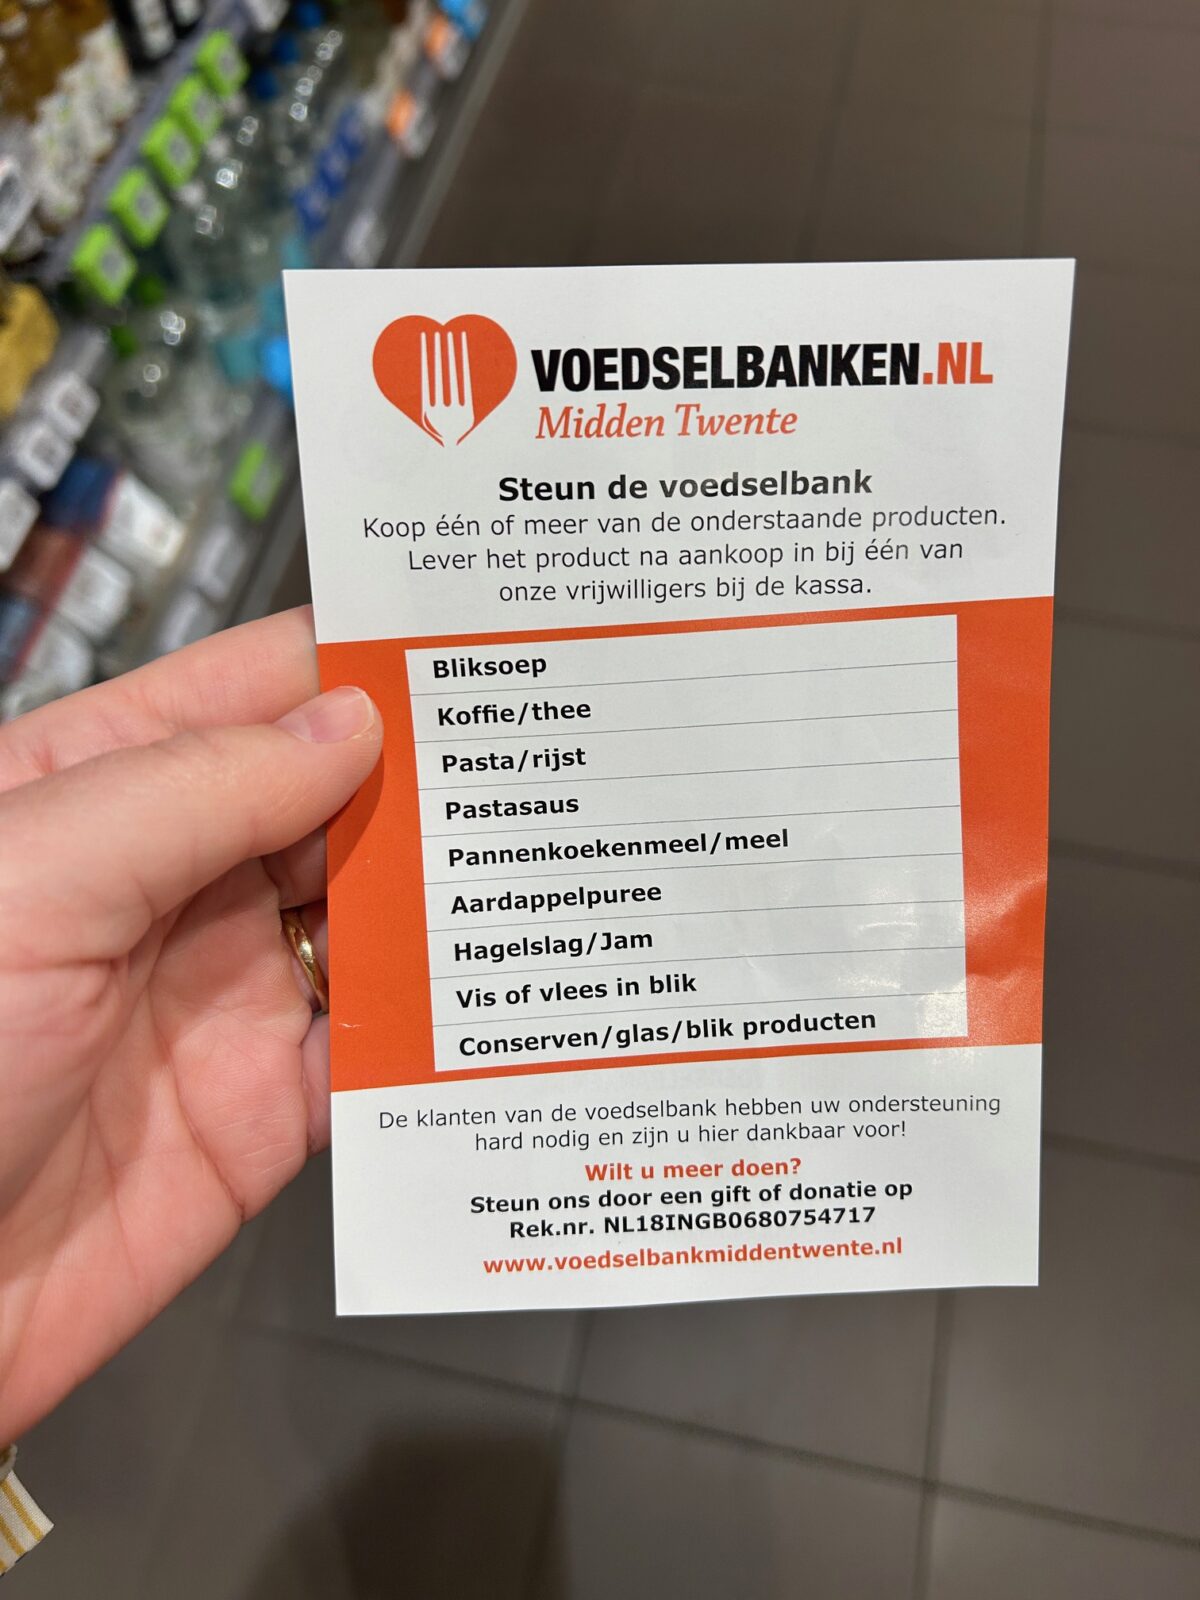 VOEDSELBANKEN.NL
Midden Twente
Steun de voedselbank
Koop één of meer van de onderstaande producten.
Lever het product na aankoop in bij één van
onze vrijwilligers bij de kassa.
Bliksoep
Koffie/thee
Pasta/rijst
Pastasaus
Pannenkoekenmeel/meel
Aardappelpuree
Hagelslag/Jam
Vis of vlees in blik
Conserven/glas/blik producten
De klanten van de voedselbank hebben uw ondersteuning
hard nodig en zijn u hier dankbaar voor!
Wilt u meer doen?
Steun ons door een gift of donatie op
Rek.nr. NL18INGB0680754717
www.voedselbankmiddentwente.nl